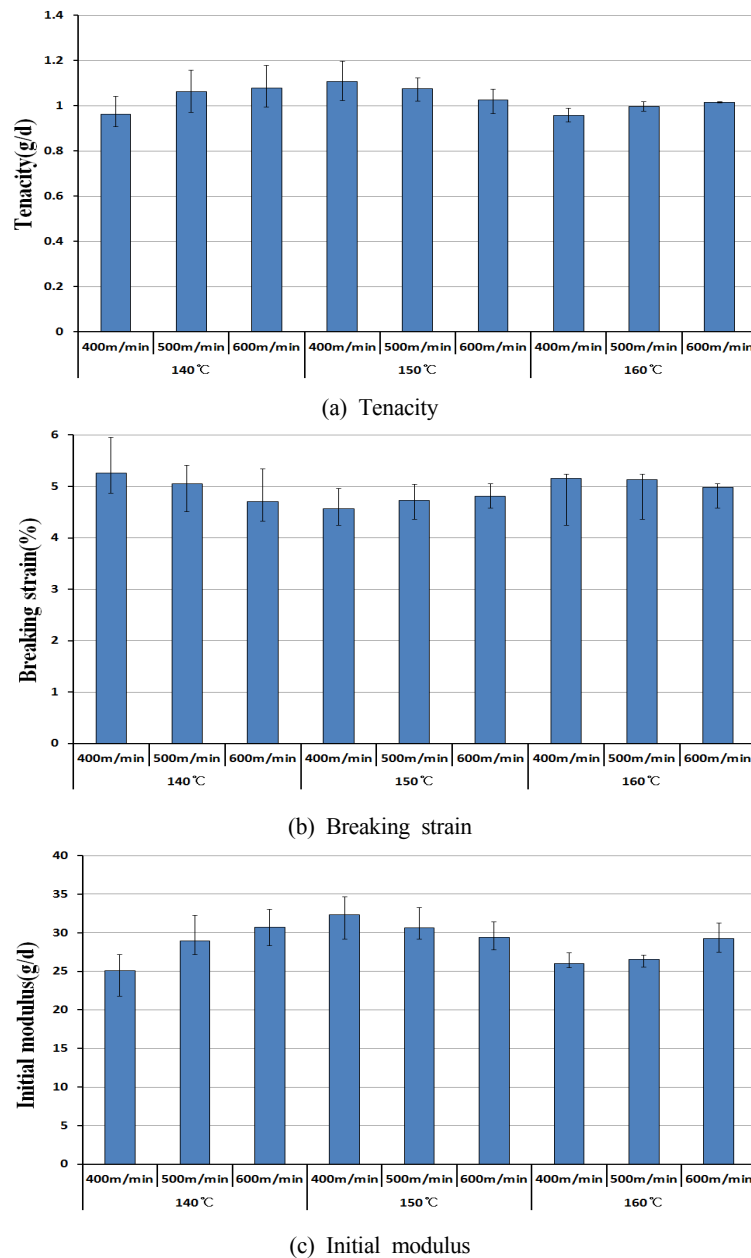 1.4
1.2
1
0.8
0.6
0.4
0.2
0
Tenacity(g/d)
400m/min 500m/min 600m/min 400m/min 500m/min 600m/min 400m/min 500m/min 600m/min
140℃ 150℃ 160℃
(a) Tenacity
6
5
4
3
2
1
0
Breaking strain(%)
400m/min 500m/min 600m/min 400m/min 500m/min 600m/min 400m/min 500m/min 600m/min
140℃ 150℃ 160℃
(b) Breaking strain
40
35
30
25
20
15
10
5
0
Initial modulus(g/d)
400m/min 500m/min 600m/min 400m/min 500m/min 600m/min 400m/min 500m/min 600m/min
140℃ 150℃ 160℃
(c) Initial modulus